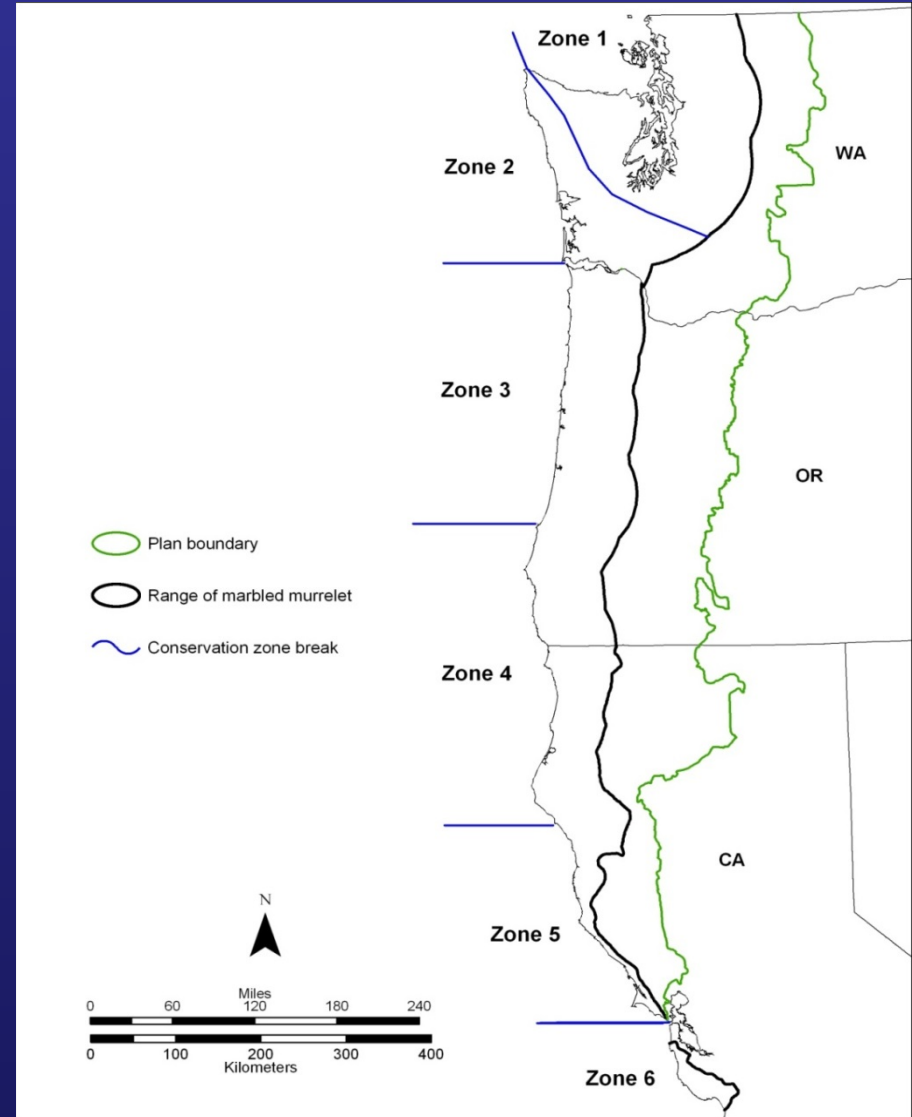 Zone 1
WA
Zone 2
Zone 3
OR
Plan boundary
Range of marbled murrelet
Conservation zone break
Zone 4
CA
N
Zone 5
Miles
0 60 120 180 240
0 100 200 300 400
Kilometers
Zone 6